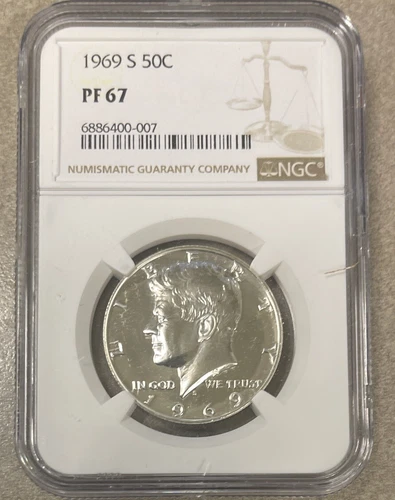 1969 S 50C
PF 67
6886400-007
NUMISMATIC GUARANTY COMPANY NGC®
LIBERTY
IN GOD WE TRUST
S
1969